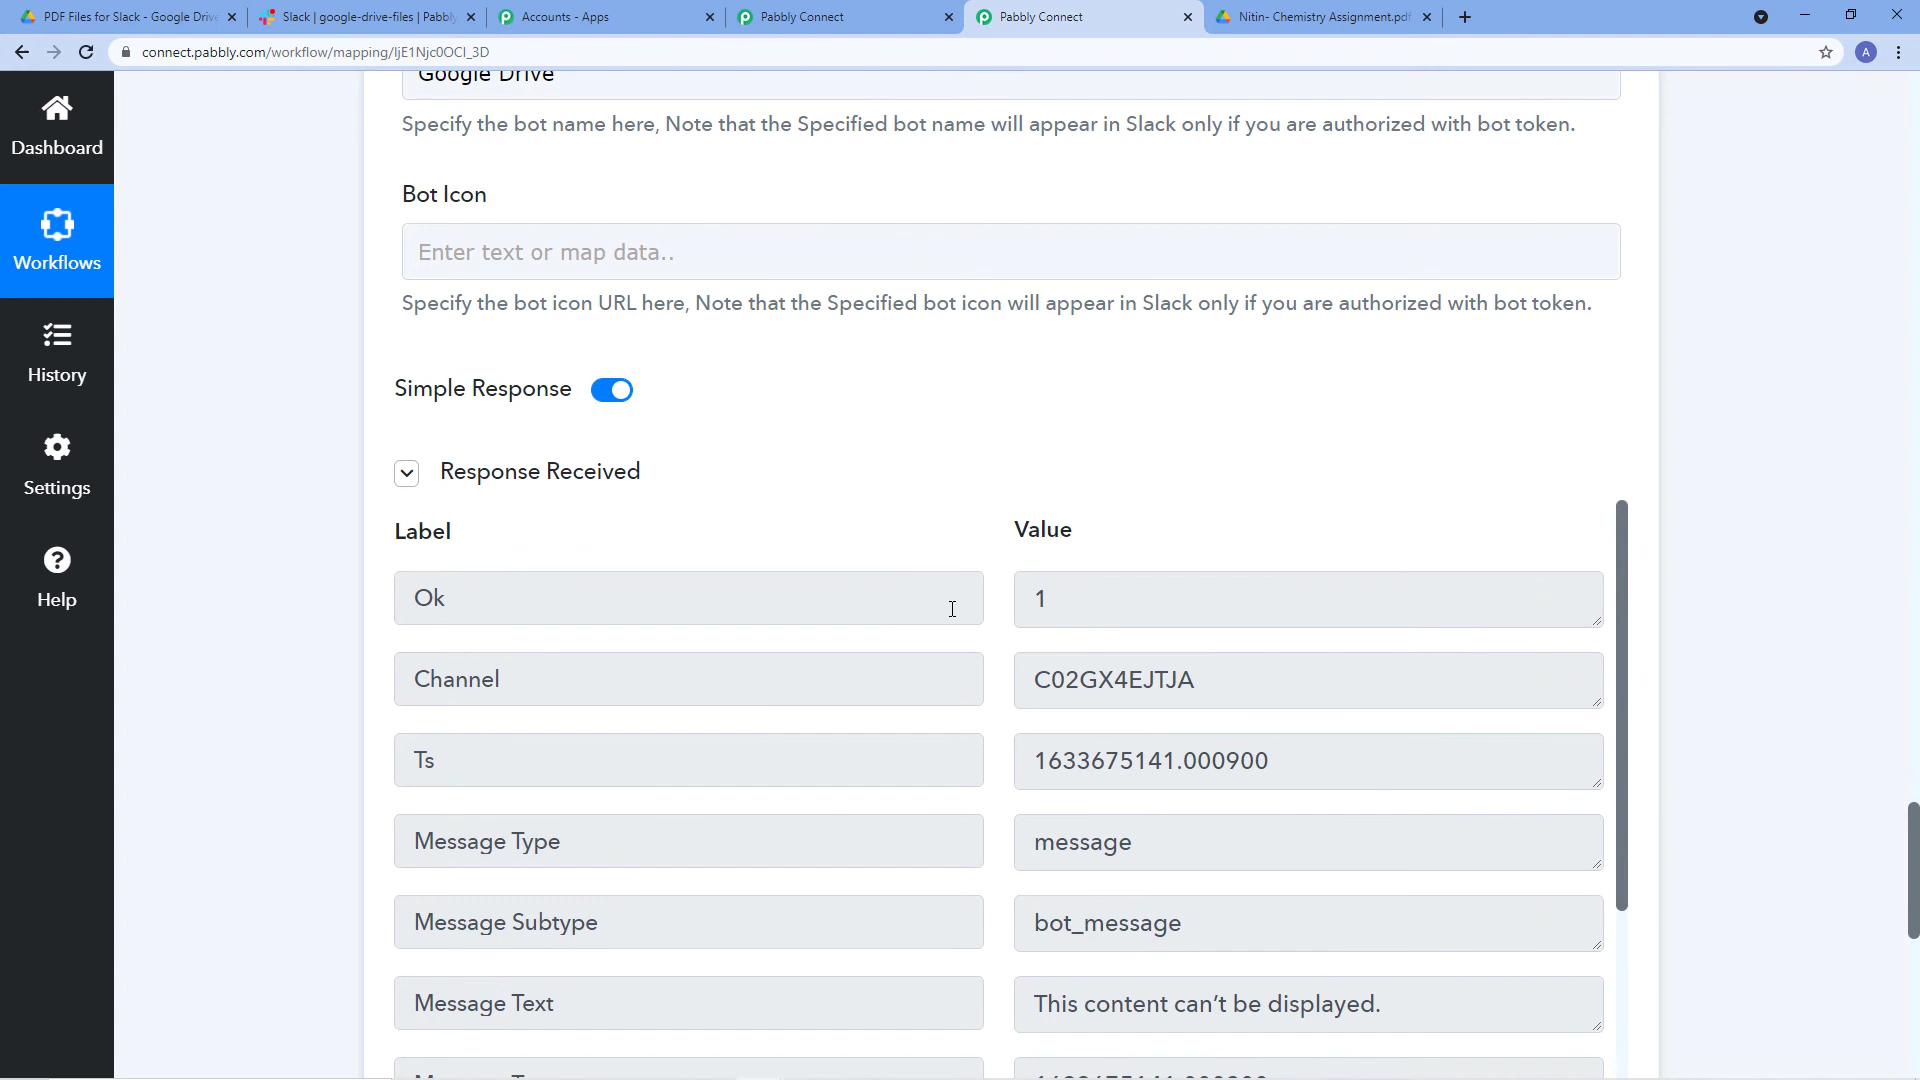 PDF Files for Slack - Google Drive
Slack | google-drive-files | Pabbly
Accounts - Apps
Pabbly Connect
Pabbly Connect
Nitin- Chemistry Assignment.pdf
connect.pabbly.com/workflow/mapping/IjE1Njc0OCI_3D
A
Dashboard
Workflows
History
Settings
Help
Google Drive
Specify the bot name here, Note that the Specified bot name will appear in Slack only if you are authorized with bot token.
Bot Icon
Enter text or map data..
Specify the bot icon URL here, Note that the Specified bot icon will appear in Slack only if you are authorized with bot token.
Simple Response
Response Received
Label
Value
Ok
1
Channel
C02GX4EJTJA
Ts
1633675141.000900
Message Type
message
Message Subtype
bot_message
Message Text
This content can’t be displayed.